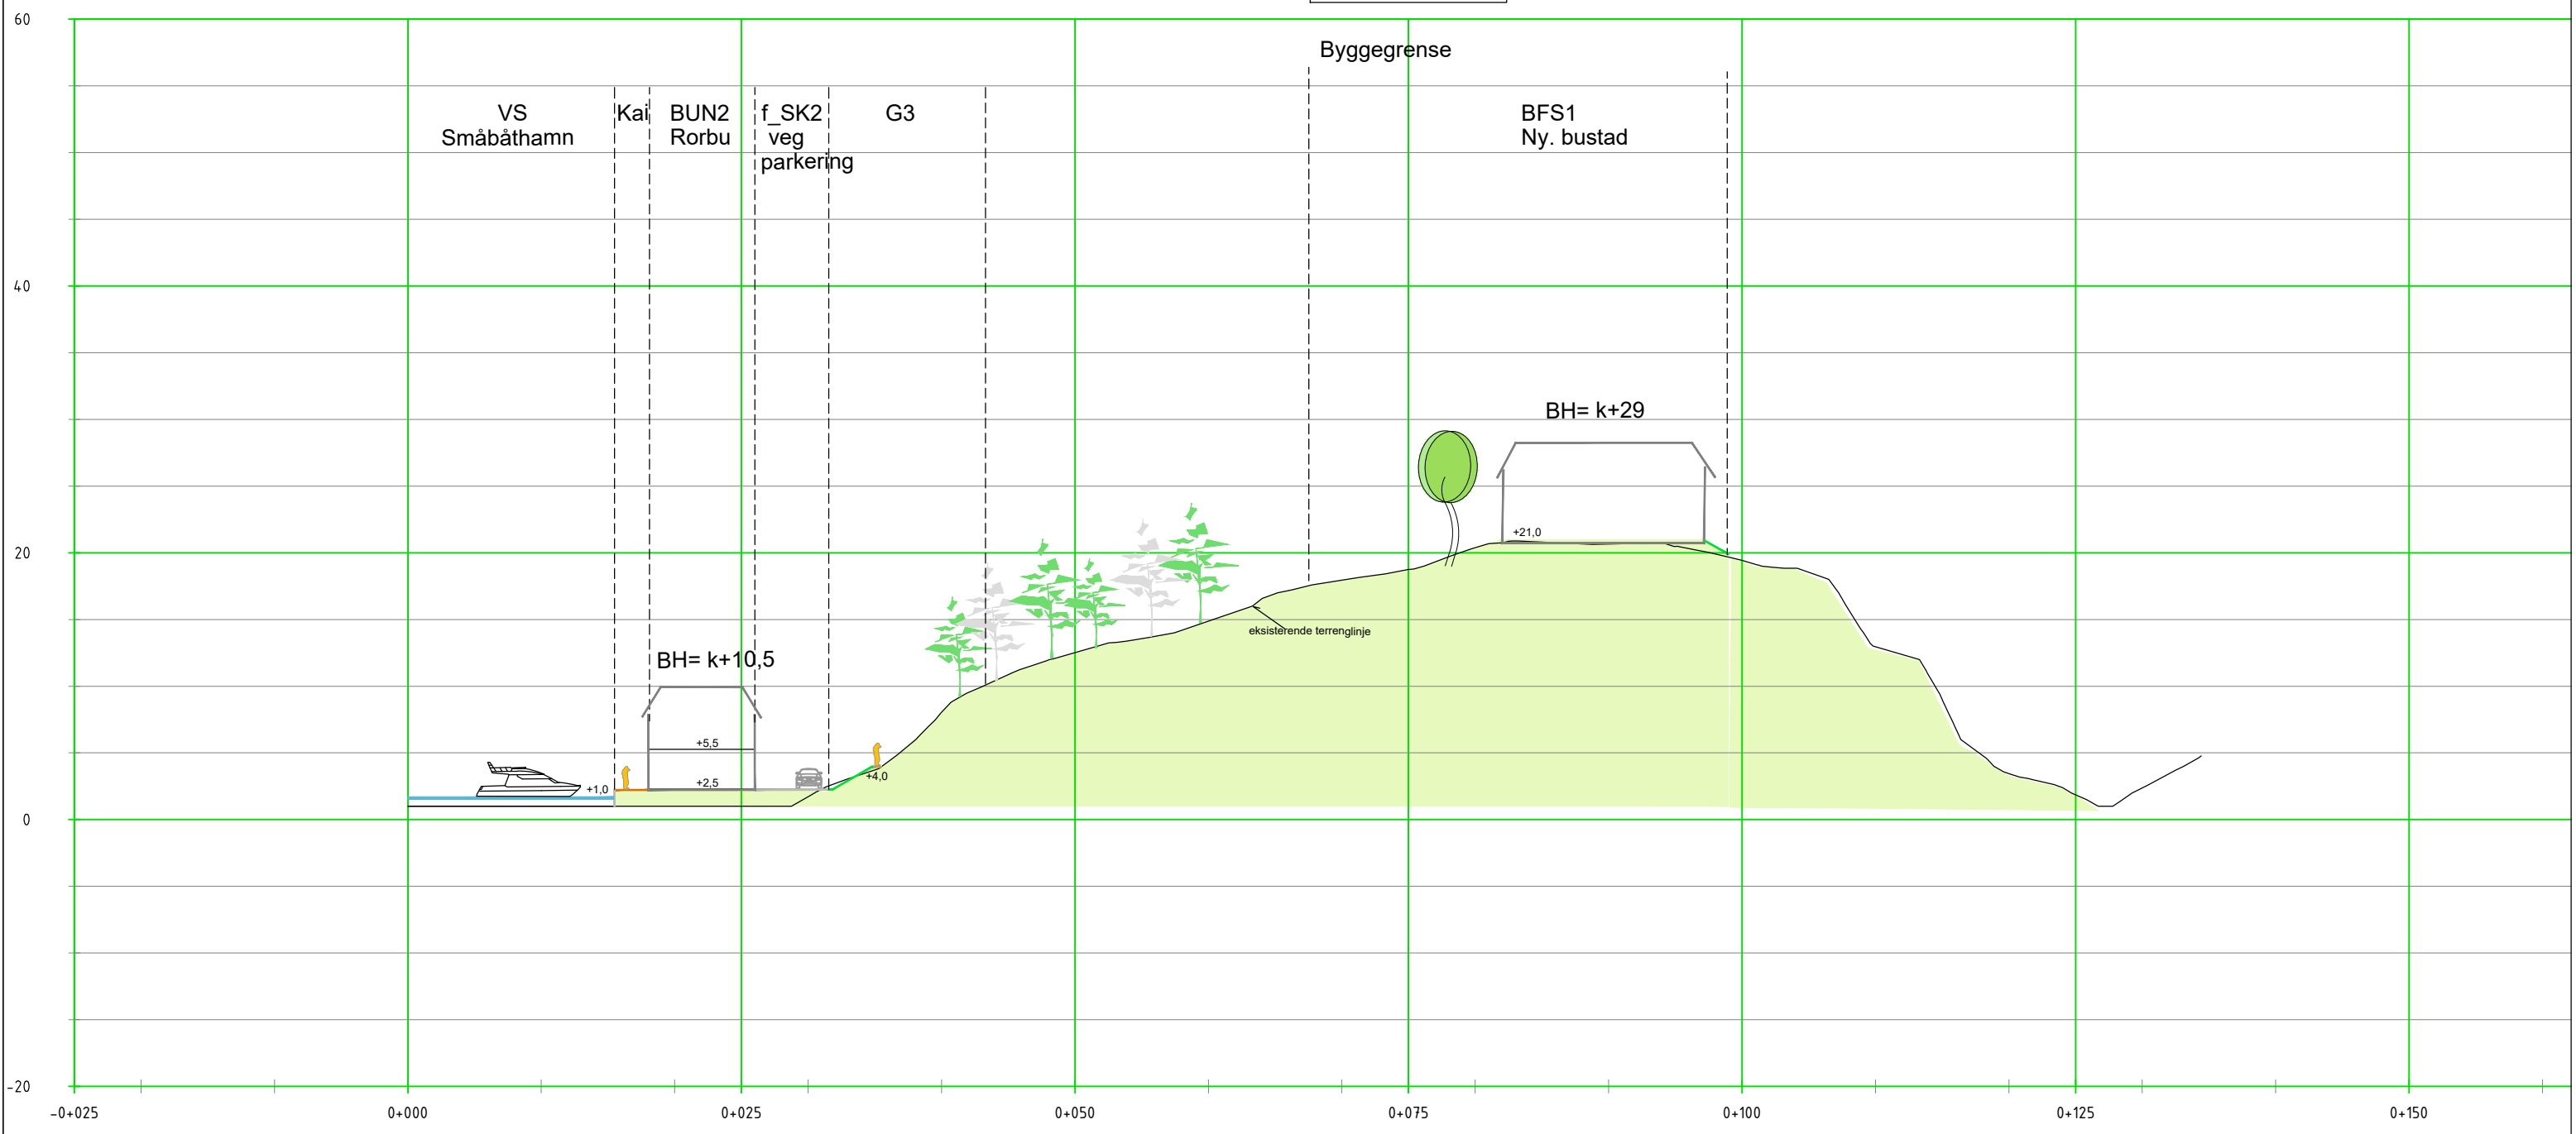 60
Byggegrense
VS
Småbåthamn
Kai
BUN2
Rorbu
f_SK2
veg
parkering
G3
BFS1
Ny. bustad
40
BH= k+29
20
+21,0
eksisterende terrenglinje
BH= k+10,5
+5,5
+4,0
+1,0
+2,5
0
-20
-0+025
0+000
0+025
0+050
0+075
0+100
0+125
0+150